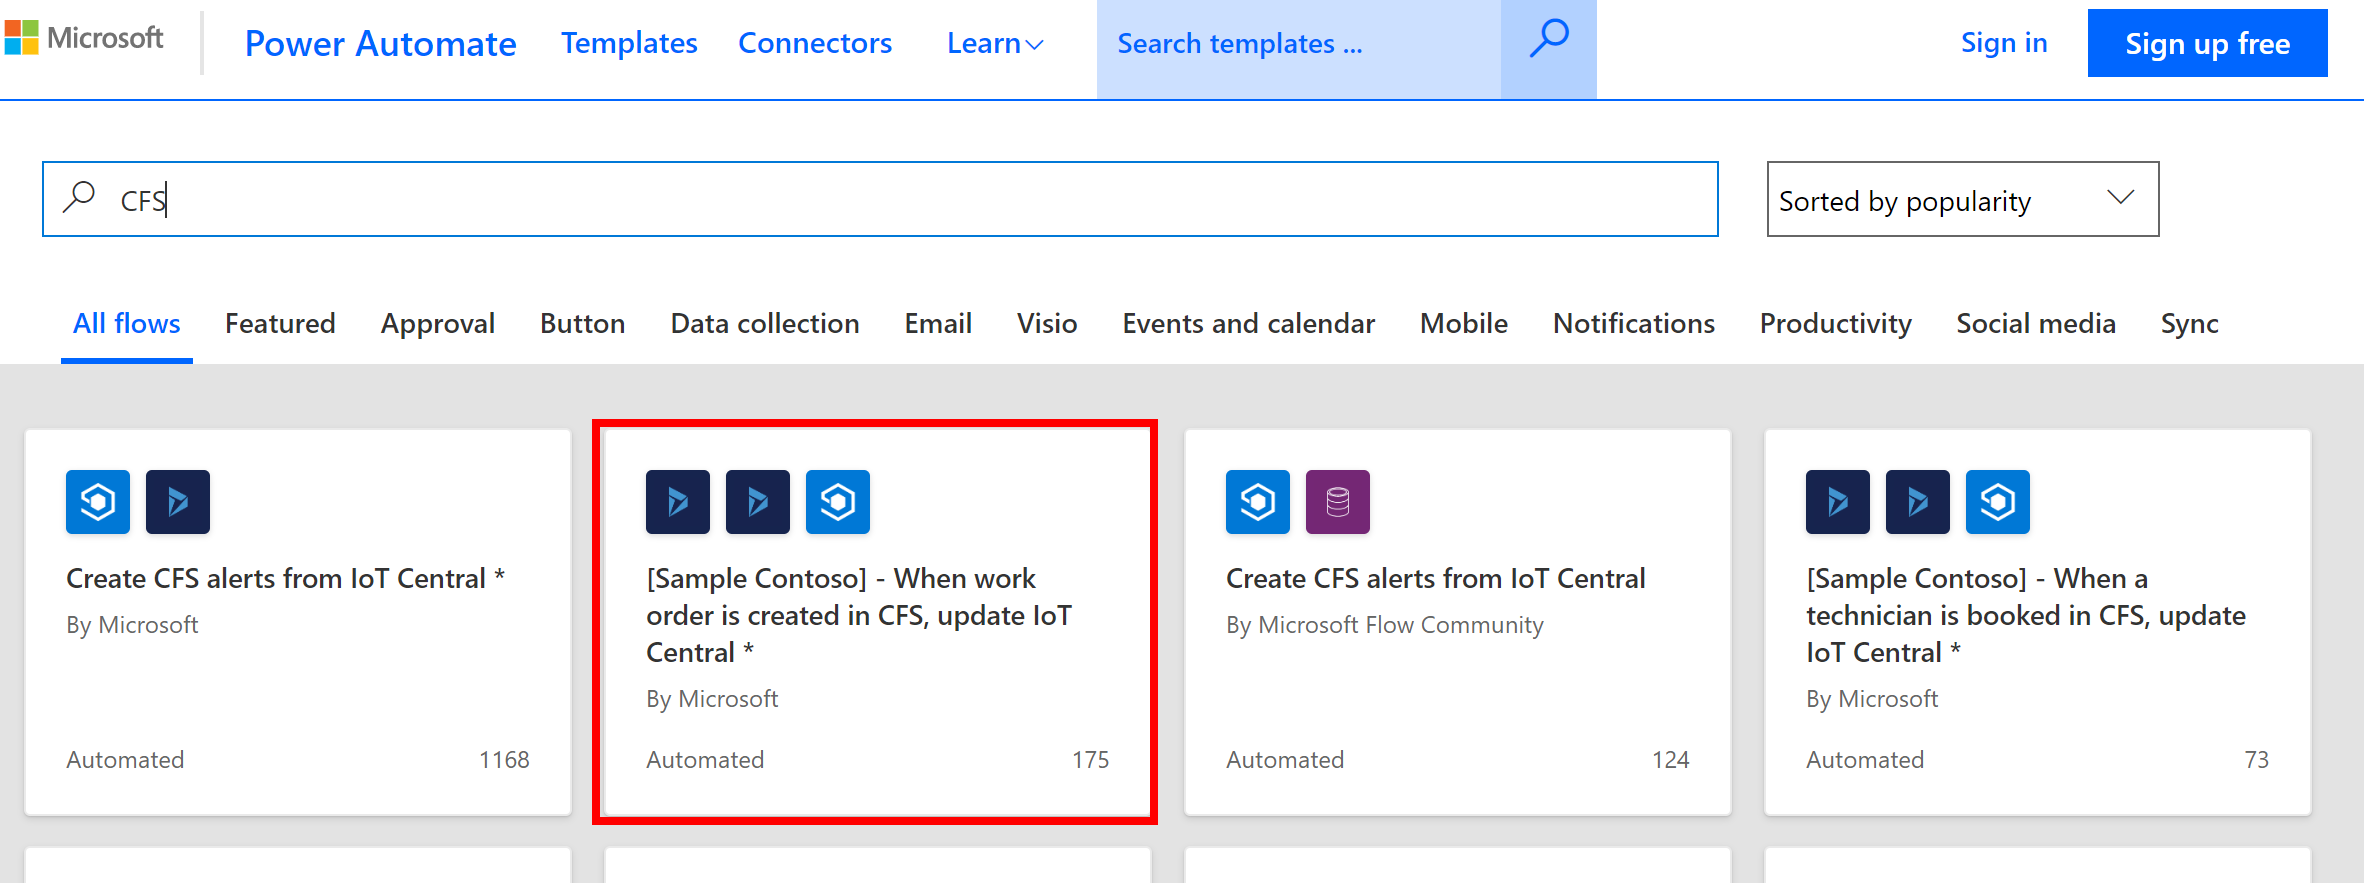 Microsoft Power Automate Templates Connectors Learn Search templates ... Sign in Sign up free
CFS Sorted by popularity
All flows Featured Approval Button Data collection Email Visio Events and calendar Mobile Notifications Productivity Social media Sync
Create CFS alerts from IoT Central *
By Microsoft
Automated 1168
[Sample Contoso] - When work
order is created in CFS, update IoT
Central *
By Microsoft
Automated 175
Create CFS alerts from IoT Central
By Microsoft Flow Community
Automated 124
[Sample Contoso] - When a
technician is booked in CFS, update
IoT Central *
By Microsoft
Automated 73